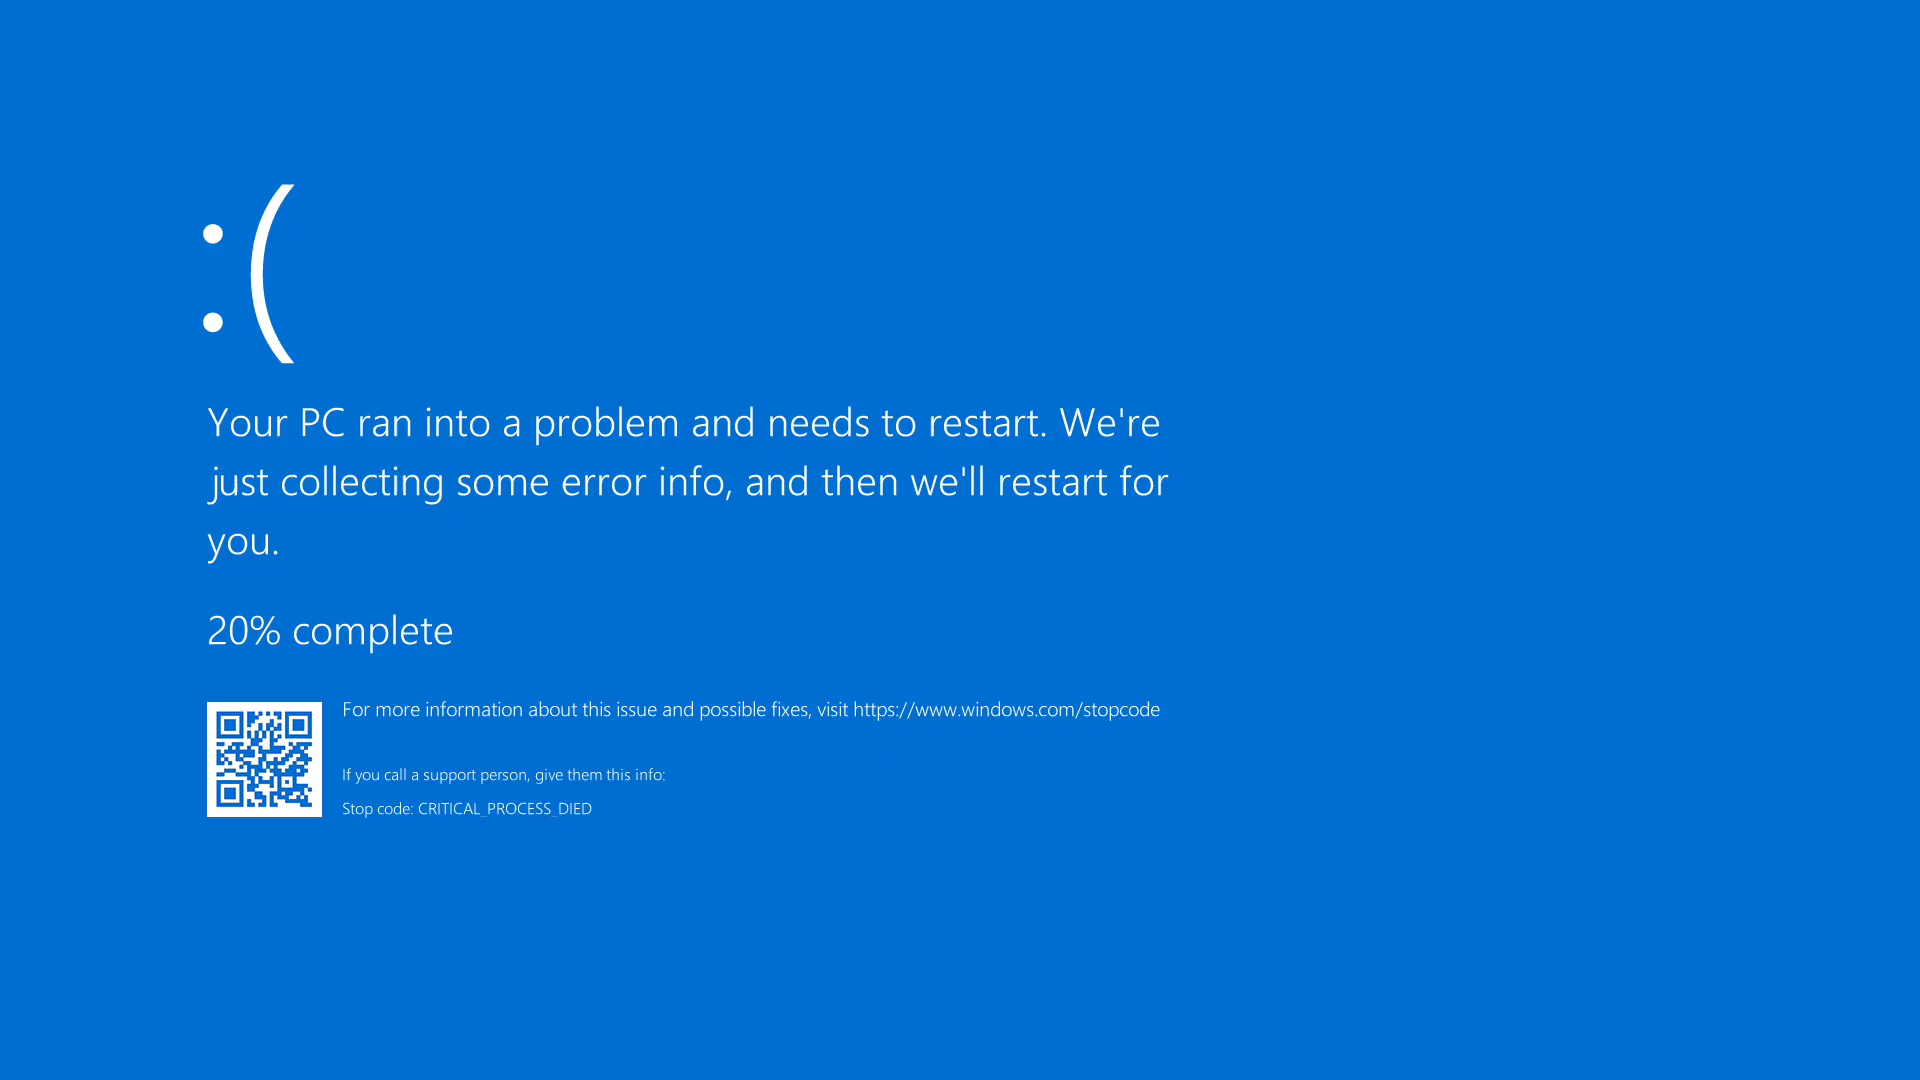 :(
Your PC ran into a problem and needs to restart. We're
just collecting some error info, and then we'll restart for
you.
20% complete
For more information about this issue and possible fixes, visit https://www.windows.com/stopcode
If you call a support person, give them this info:
Stop code: CRITICAL_PROCESS_DIED